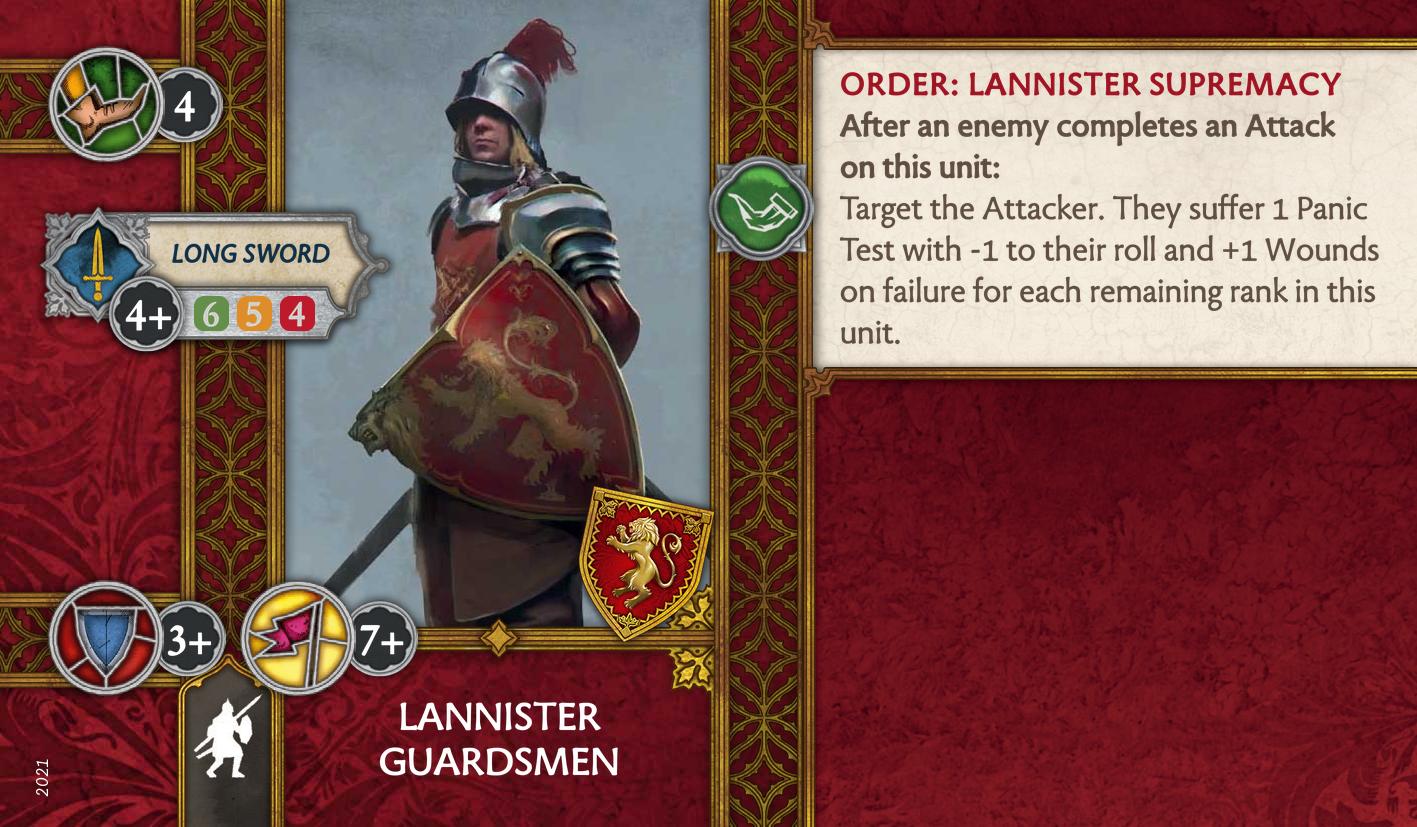 4
LONG SWORD
4+ 6 5 4
3+ 7+
LANNISTER
GUARDSMEN
2021
ORDER: LANNISTER SUPREMACY
After an enemy completes an Attack
on this unit:
Target the Attacker. They suffer 1 Panic
Test with -1 to their roll and +1 Wounds
on failure for each remaining rank in this
unit.